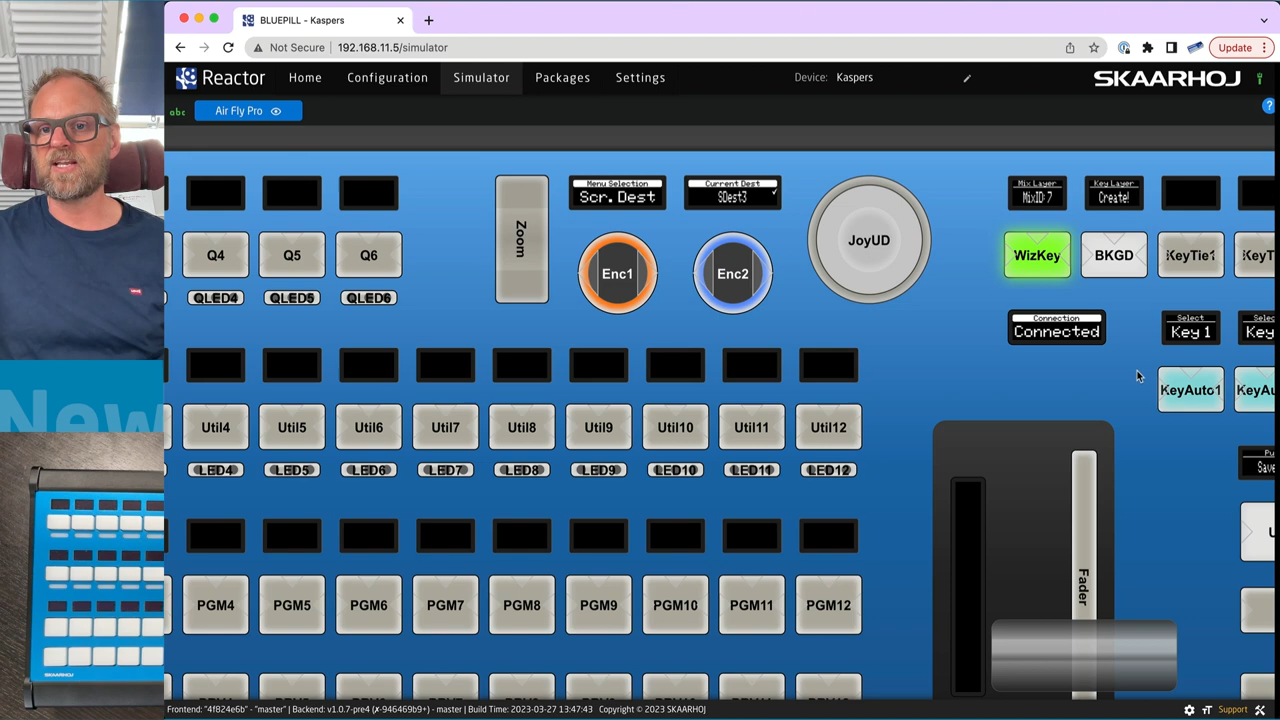 BLUEPILL - Kaspers
Not Secure
192.168.11.5/simulator
Update
Reactor
Home
Configuration
Simulator
Packages
Settings
Device:
Kaspers
SKAARHOJ
abc
Air Fly Pro
?
Menu Selection
Scr. Dest
Current Dest
SDest3
Mix Layer
MixID:7
Key Layer
Create!
Q4
Q5
Q6
Zoom
Enc1
Enc2
JoyUD
WizKey
BKGD
KeyTie1
KeyT
QLED4
QLED5
QLED6
Connection
Connected
Select
Key 1
KeyAuto1
KeyAu
Util4
Util5
Util6
Util7
Util8
Util9
Util10
Util11
Util12
LED4
LED5
LED6
LED7
LED8
LED9
LED10
LED11
LED12
New
PGM4
PGM5
PGM6
PGM7
PGM8
PGM9
PGM10
PGM11
PGM12
Fader
SKAARHOJ
Frontend: "4f824e6b" - "master" | Backend: v1.0.7-pre4 (✗-946469b9+) - master | Build Time: 2023-03-27 13:47:43 Copyright © 2023 SKAARHOJ
Support